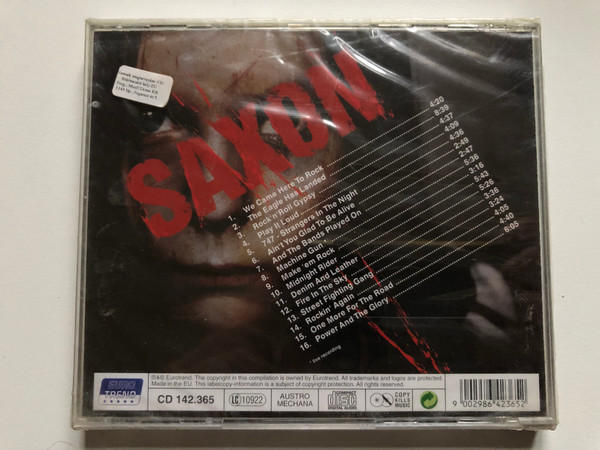 SAXON
1. We Came Here To Rock 4:20
2. The Eagle Has Landed 8:39
3. Rock'n'Roll Gypsy 4:37
4. Play It Loud 4:09
5. 747 - Strangers In The Night 4:36
6. Ain't You Glad To Be Alive 2:49
7. And The Bands Played On 2:47
8. Machine Gun * 5:36
9. Make 'em Rock 3:16
10. Midnight Rider 5:43
11. Denim And Leather 5:26
12. Fire In The Sky 3:36
13. Street Fighting Gang 3:24
14. Rockin' Again 4:05
15. One More For The Road 4:40
16. Power And The Glory 6:05
* live recording
EURO
TREND
℗&© Eurotrend. The copyright in this compilation is owned by Eurotrend. All trademarks and logos are protected.
Made in the EU. This labelcopy-information is a subject of copyright protection. All rights reserved.
CD 142.365
LC 10922
AUSTRO
MECHANA
COMPACT
disc
DIGITAL AUDIO
COPY
KILLS
MUSIC
9 002986 423652